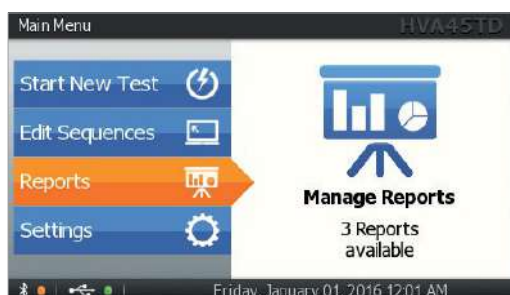 Main Menu
HVA45TD
Start New Test
Edit Sequences
Reports
Settings
Manage Reports
3 Reports
available
Friday, January 01, 2016 12:01 AM